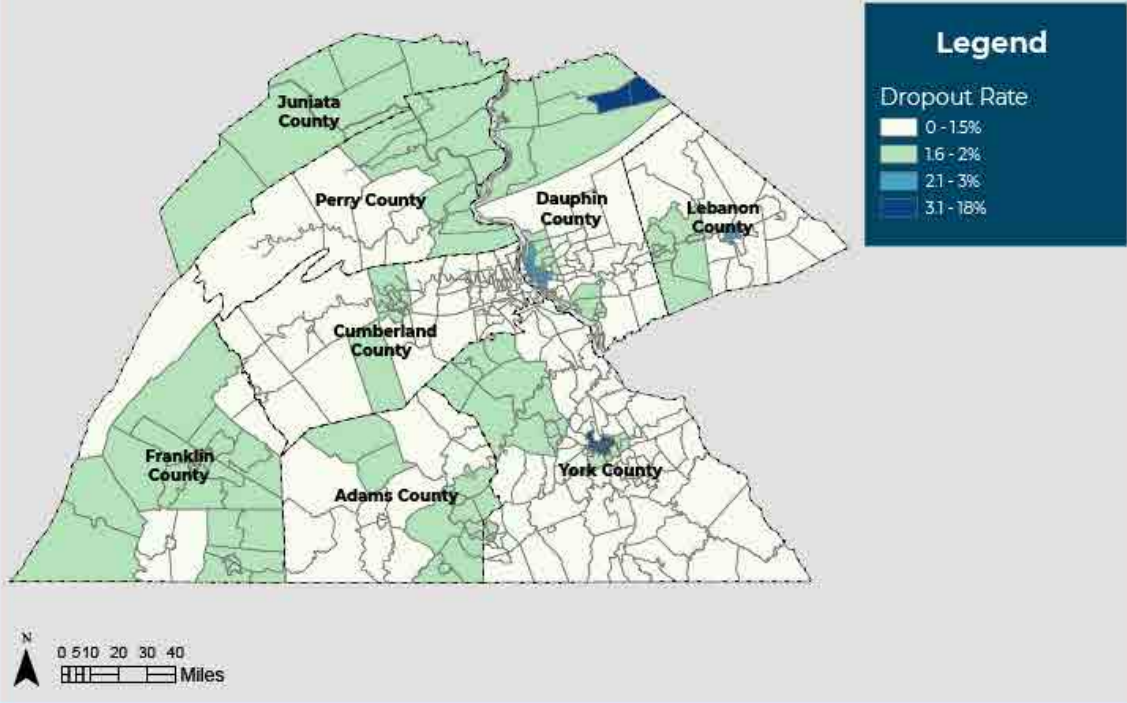 Legend
Dropout Rate
0 - 1.5%
1.6 - 2%
2.1 - 3%
3.1 - 18%
Juniata
County
Perry County
Dauphin
County
Lebanon
County
Cumberland
County
Franklin
County
Adams County
York County
N
0 5 10 20 30 40
Miles